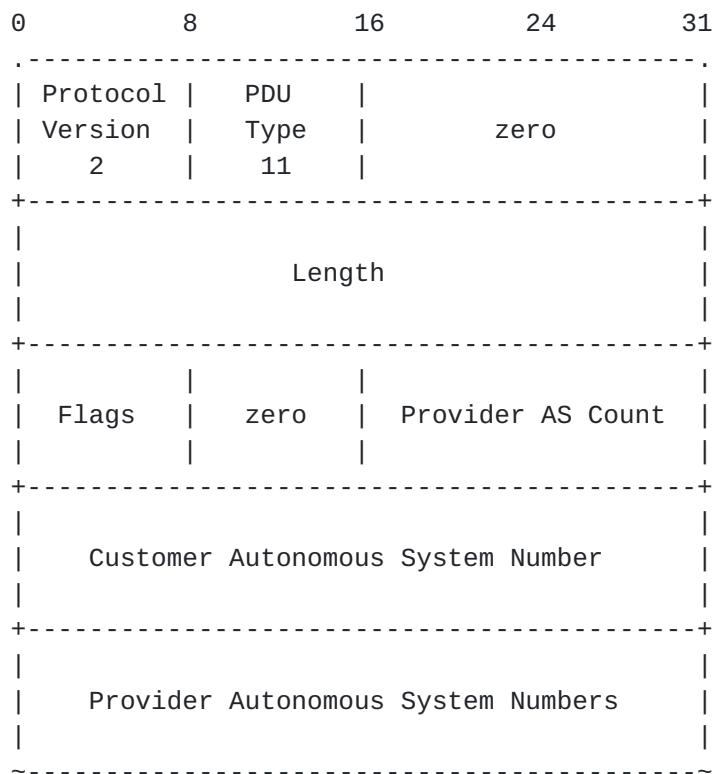 0 8 16 24 31
Protocol PDU
Version Type zero
2 11
Length
Flags zero Provider AS Count
Customer Autonomous System Number
Provider Autonomous System Numbers